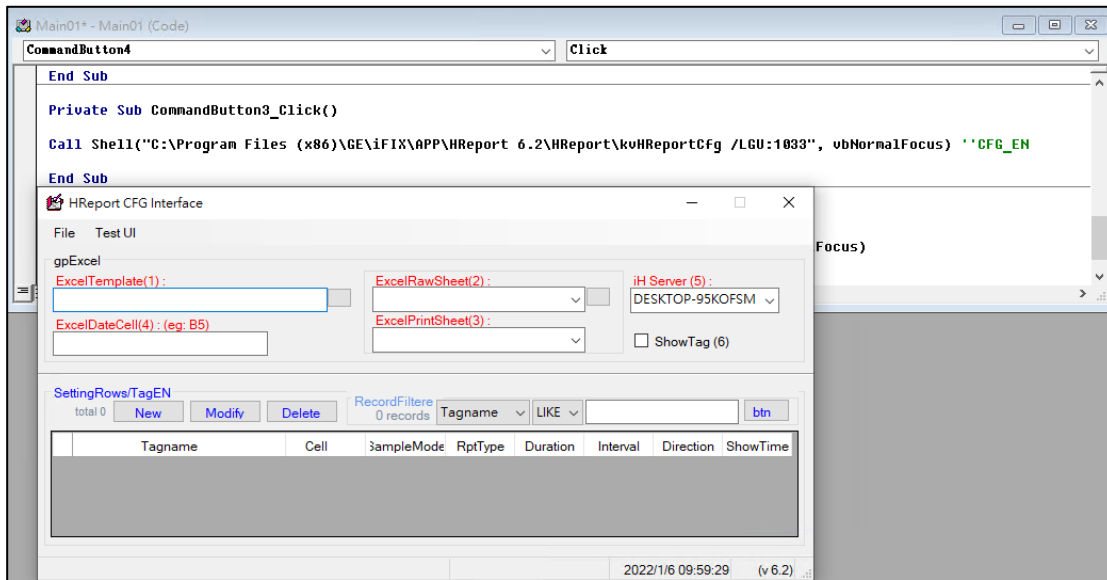 Main01* - Main01 (Code)
CommandButton4 Click
End Sub
Private Sub CommandButton3_Click()
Call Shell("C:\Program Files (x86)\GE\iFIX\APP\HReport 6.2\HReport\kvHReportCfg /LGU:1033", vbNormalFocus) ''CFG_EN
End Sub
Focus)
HReport CFG Interface
File Test UI
gpExcel
ExcelTemplate(1) : ExcelRawSheet(2) : iH Server (5) :
DESKTOP-95KOFSM
ExcelDateCell(4) : (eg: B5) ExcelPrintSheet(3) :
ShowTag (6)
SettingRows/TagEN RecordFiltere
total 0 New Modify Delete 0 records Tagname LIKE btn
Tagname Cell SampleMode RptType Duration Interval Direction ShowTime
2022/1/6 09:59:29 (v 6.2)